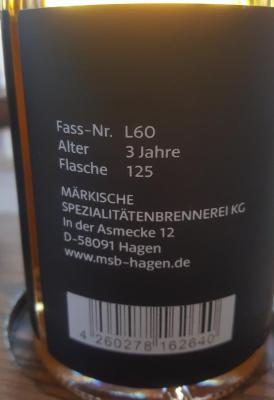 Fass-Nr. L60
Alter 3 Jahre
Flasche 125
MÄRKISCHE
SPEZIALITÄTENBRENNEREI KG
In der Asmecke 12
D-58091 Hagen
www.msb-hagen.de
4 260278 162640